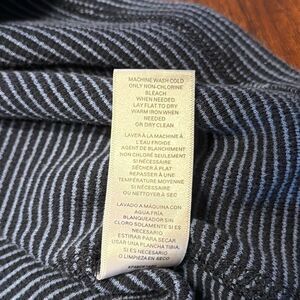 MACHINE WASH COLD
ONLY NON-CHLORINE
BLEACH
WHEN NEEDED
LAY FLAT TO DRY
WARM IRON WHEN
NEEDED
OR DRY CLEAN
LAVER À LA MACHINE À
L'EAU FROIDE
AGENT DE BLANCHIMENT
NON CHLORÉ SEULEMENT
SI NÉCESSAIRE
SÉCHER À PLAT
REPASSER À UNE
TEMPÉRATURE MOYENNE
SI NÉCESSAIRE
OU NETTOYER À SEC
LAVADO A MAQUINA CON
AGUA FRIA
BLANQUEADOR SIN
CLORO SOLAMENTE SI ES
NECESARIO
ESTIRAR PARA SECAR
USAR UNA PLANCHA TIBIA
SI ES NECESARIO
O LIMPIEZA EN SECO